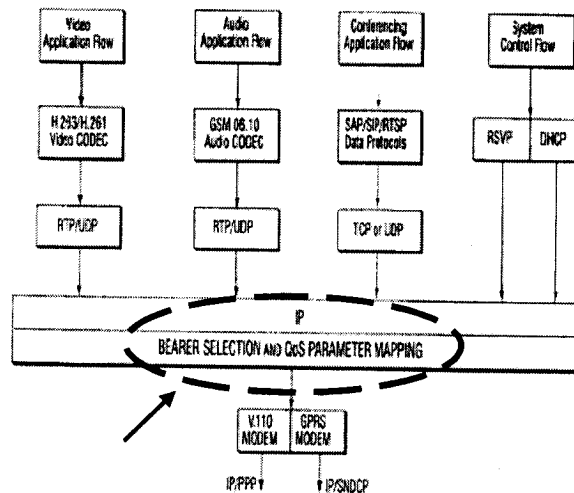 Video
Application Flow
Audio
Application Flow
Conferencing
Application Flow
System
Control Flow
H.263/H.261
Video CODEC
GSM 06.10
Audio CODEC
SAP/SIP/RTSP
Data Protocols
RSVP
DHCP
RTP/UDP
RTP/UDP
TCP or UDP
IP
BEARER SELECTION AND QoS PARAMETER MAPPING
V.110
MODEM
GPRS
MODEM
IP/PPP
IP/SNDCP